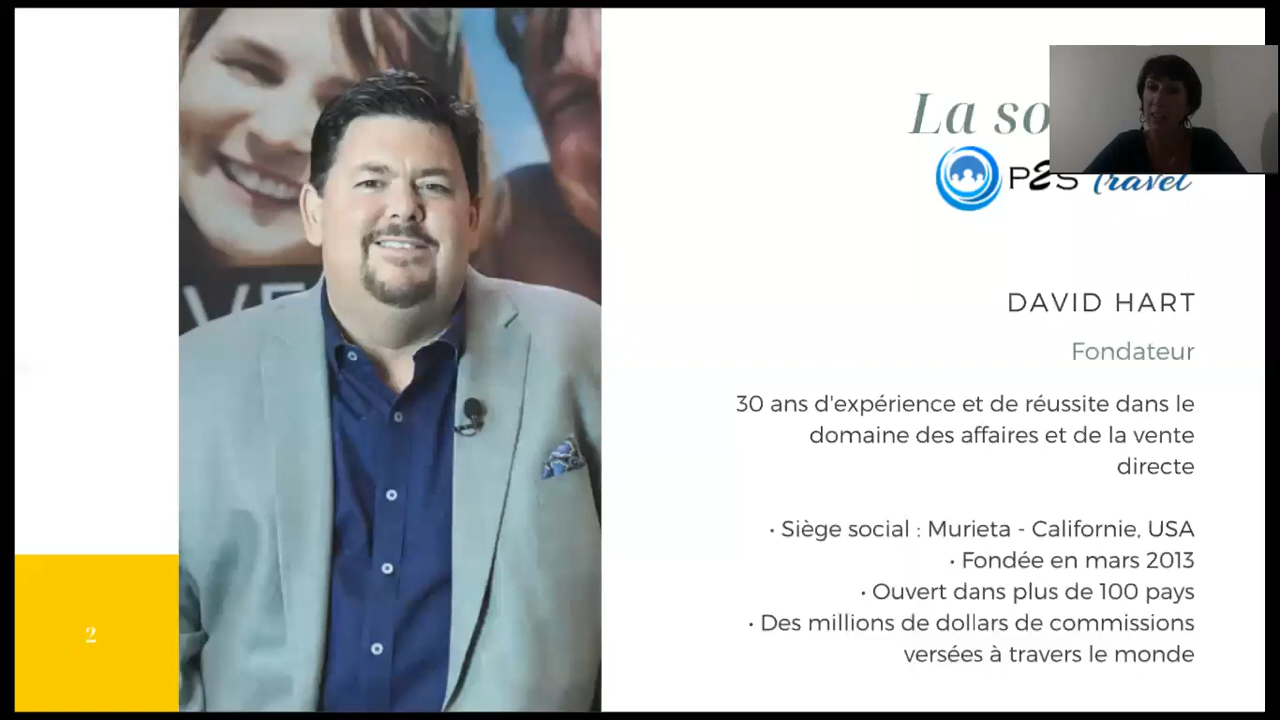 La so
P2S Travel
DAVID HART
Fondateur
30 ans d'expérience et de réussite dans le
domaine des affaires et de la vente
directe
• Siège social : Murieta - Californie, USA
• Fondée en mars 2013
• Ouvert dans plus de 100 pays
• Des millions de dollars de commissions
versées à travers le monde
2